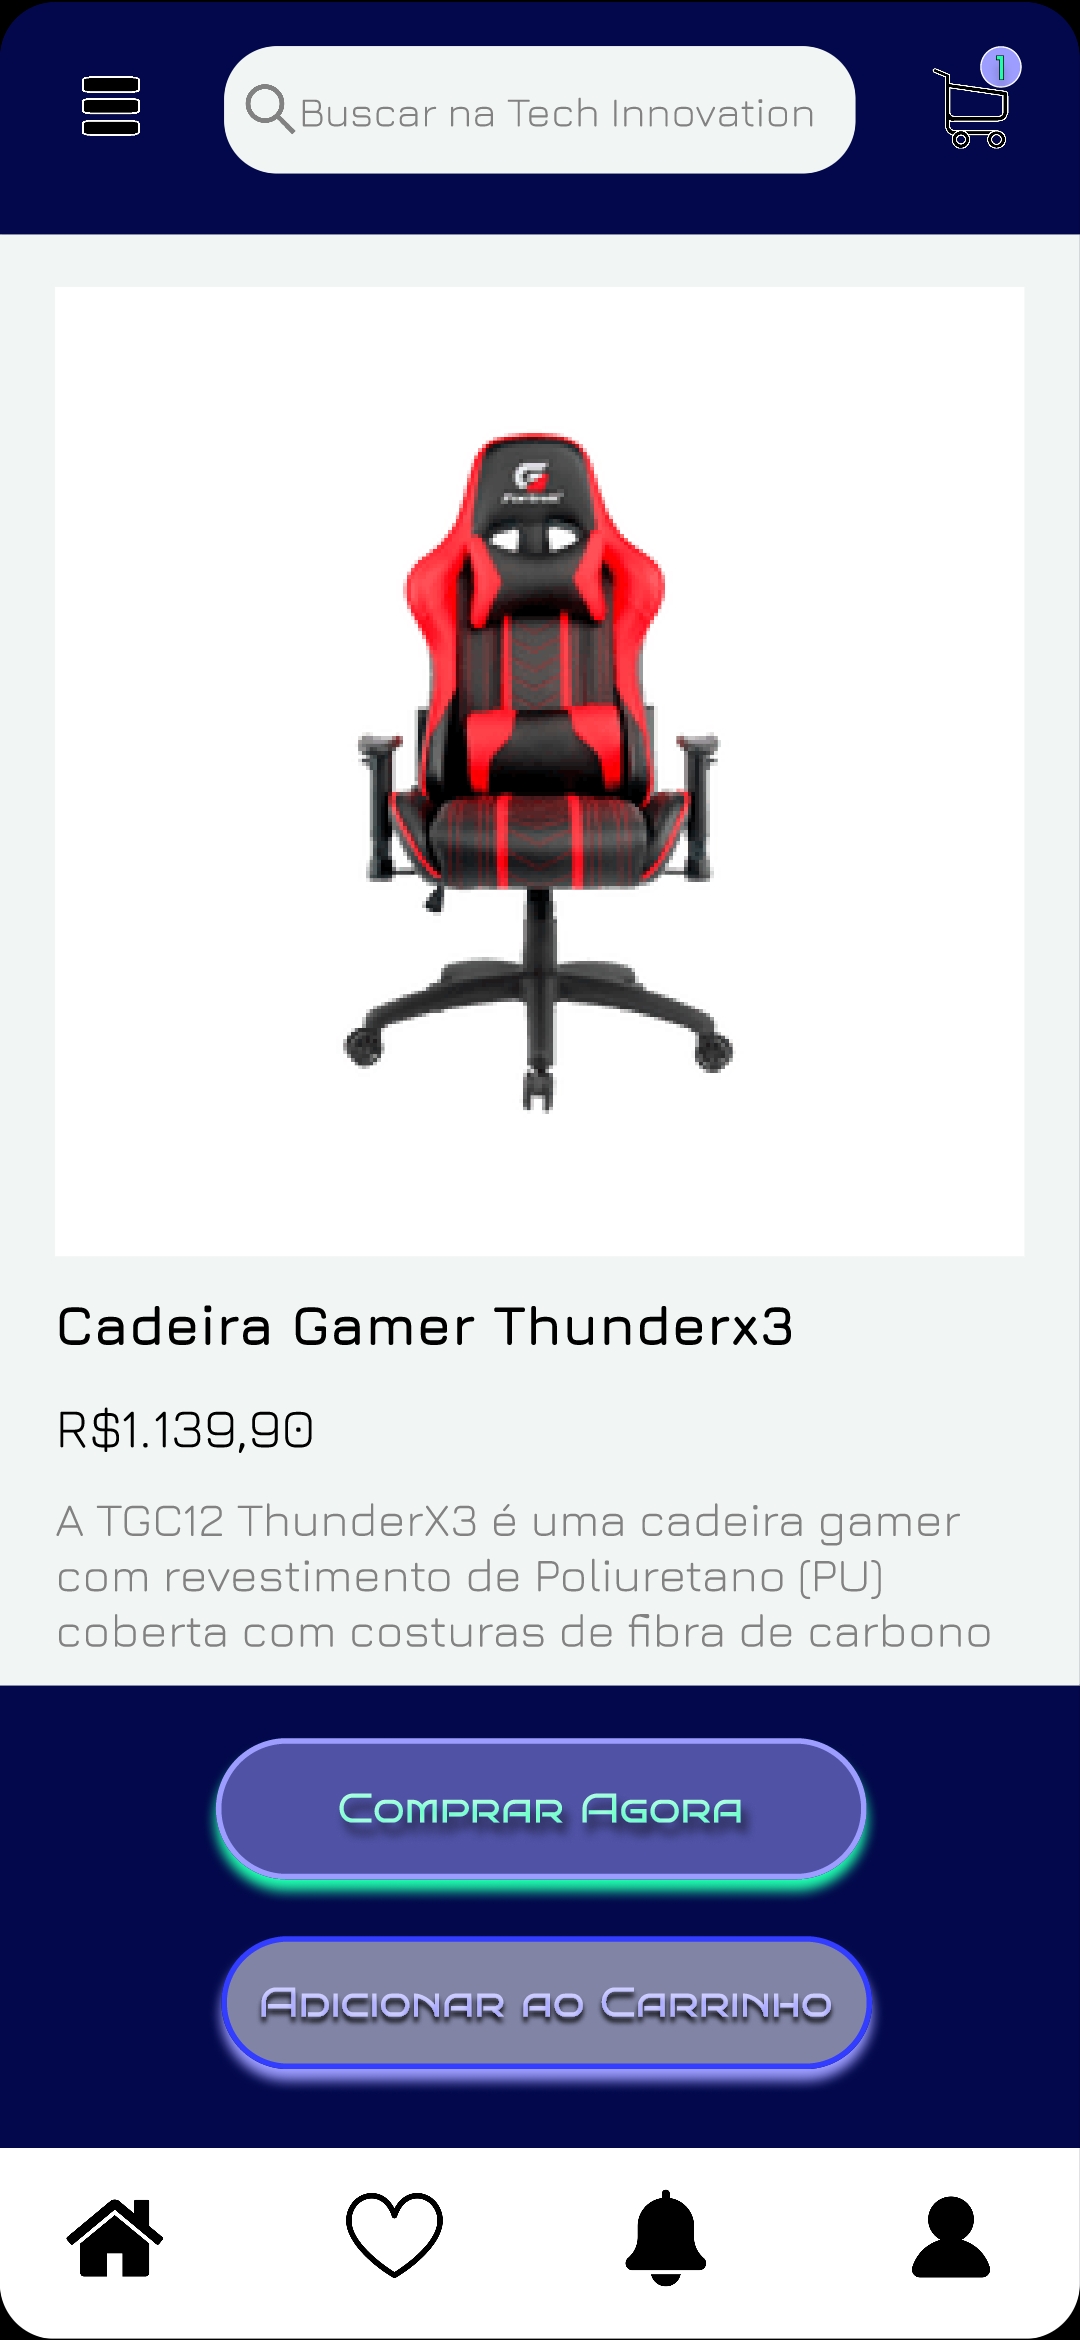 Buscar na Tech Innovation
1
Cadeira Gamer Thunderx3
R$1.139,90
A TGC12 ThunderX3 é uma cadeira gamer
com revestimento de Poliuretano (PU)
coberta com costuras de fibra de carbono
Comprar Agora
Adicionar ao Carrinho